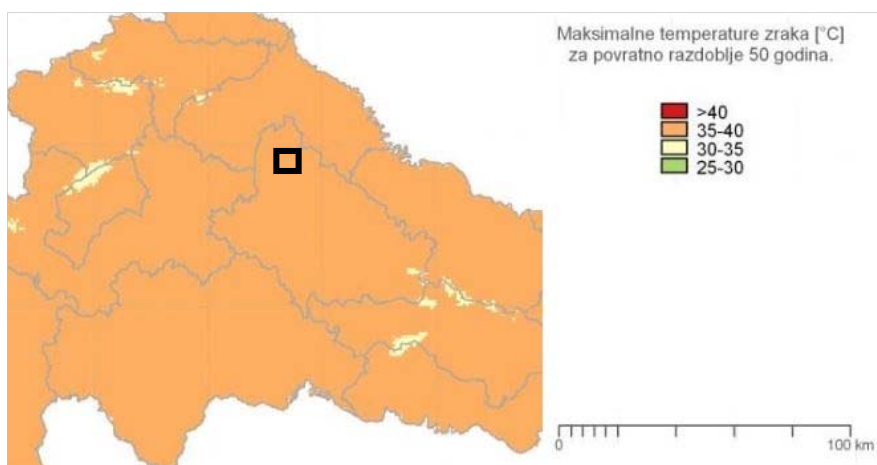 Maksimalne temperature zraka [°C]
za povratno razdoblje 50 godina.
>40
35-40
30-35
25-30
0 100 km